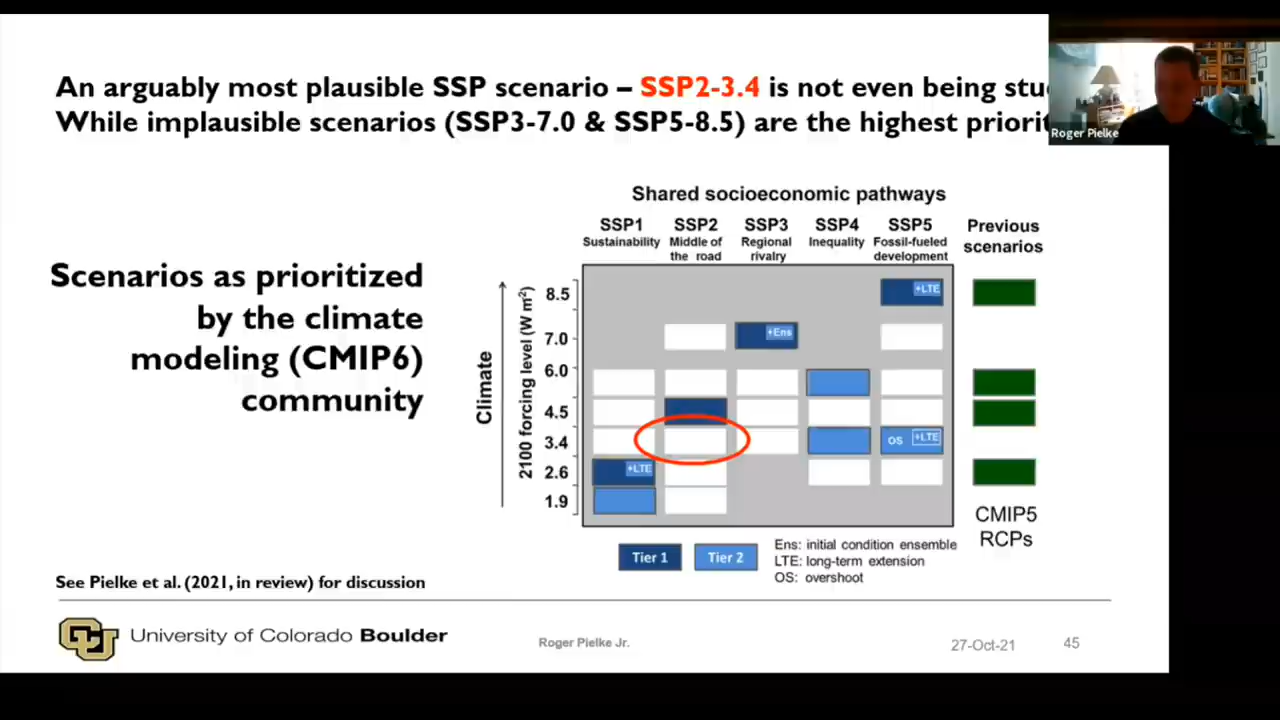 An arguably most plausible SSP scenario – SSP2-3.4 is not even being
While implausible scenarios (SSP3-7.0 & SSP5-8.5) are the highest
Roger Pielke
Scenarios as prioritized
by the climate
modeling (CMIP6)
community
Shared socioeconomic pathways
SSP1
Sustainability
SSP2
Middle of
the road
SSP3
Regional
rivalry
SSP4
Inequality
SSP5
Fossil-fueled
development
Previous
scenarios
Climate
2100 forcing level (W m²)
8.5
+LTE
7.0
+Ens
6.0
4.5
3.4
OS
+LTE
2.6
+LTE
1.9
CMIP5
RCPs
Tier 1
Tier 2
Ens: initial condition ensemble
LTE: long-term extension
OS: overshoot
See Pielke et al. (2021, in review) for discussion
CU
University of Colorado Boulder
Roger Pielke Jr.
27-Oct-21
45